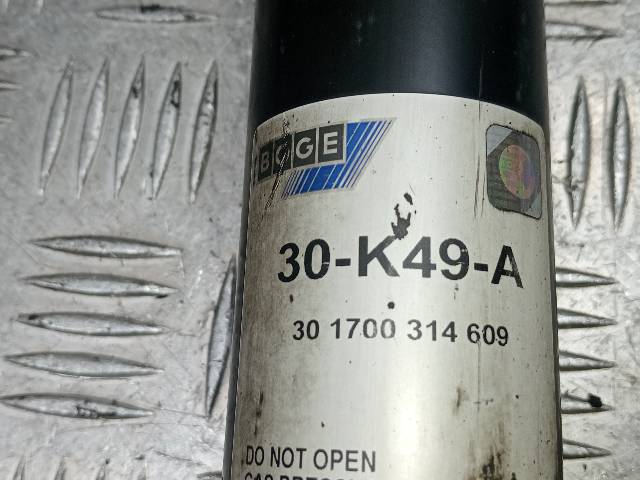 BOGE
30-K49-A
30 1700 314 609
DO NOT OPEN